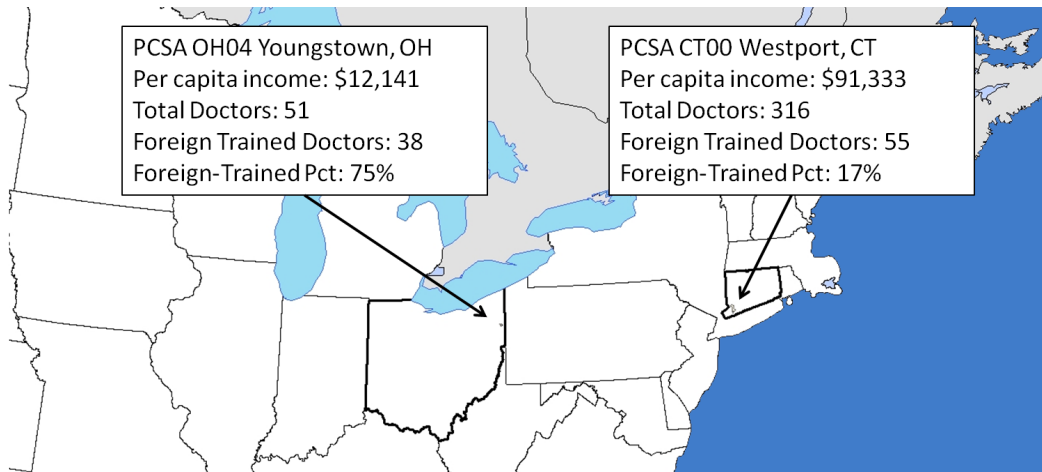 PCSA OH04 Youngstown, OH
Per capita income: $12,141
Total Doctors: 51
Foreign Trained Doctors: 38
Foreign-Trained Pct: 75%
PCSA CT00 Westport, CT
Per capita income: $91,333
Total Doctors: 316
Foreign Trained Doctors: 55
Foreign-Trained Pct: 17%